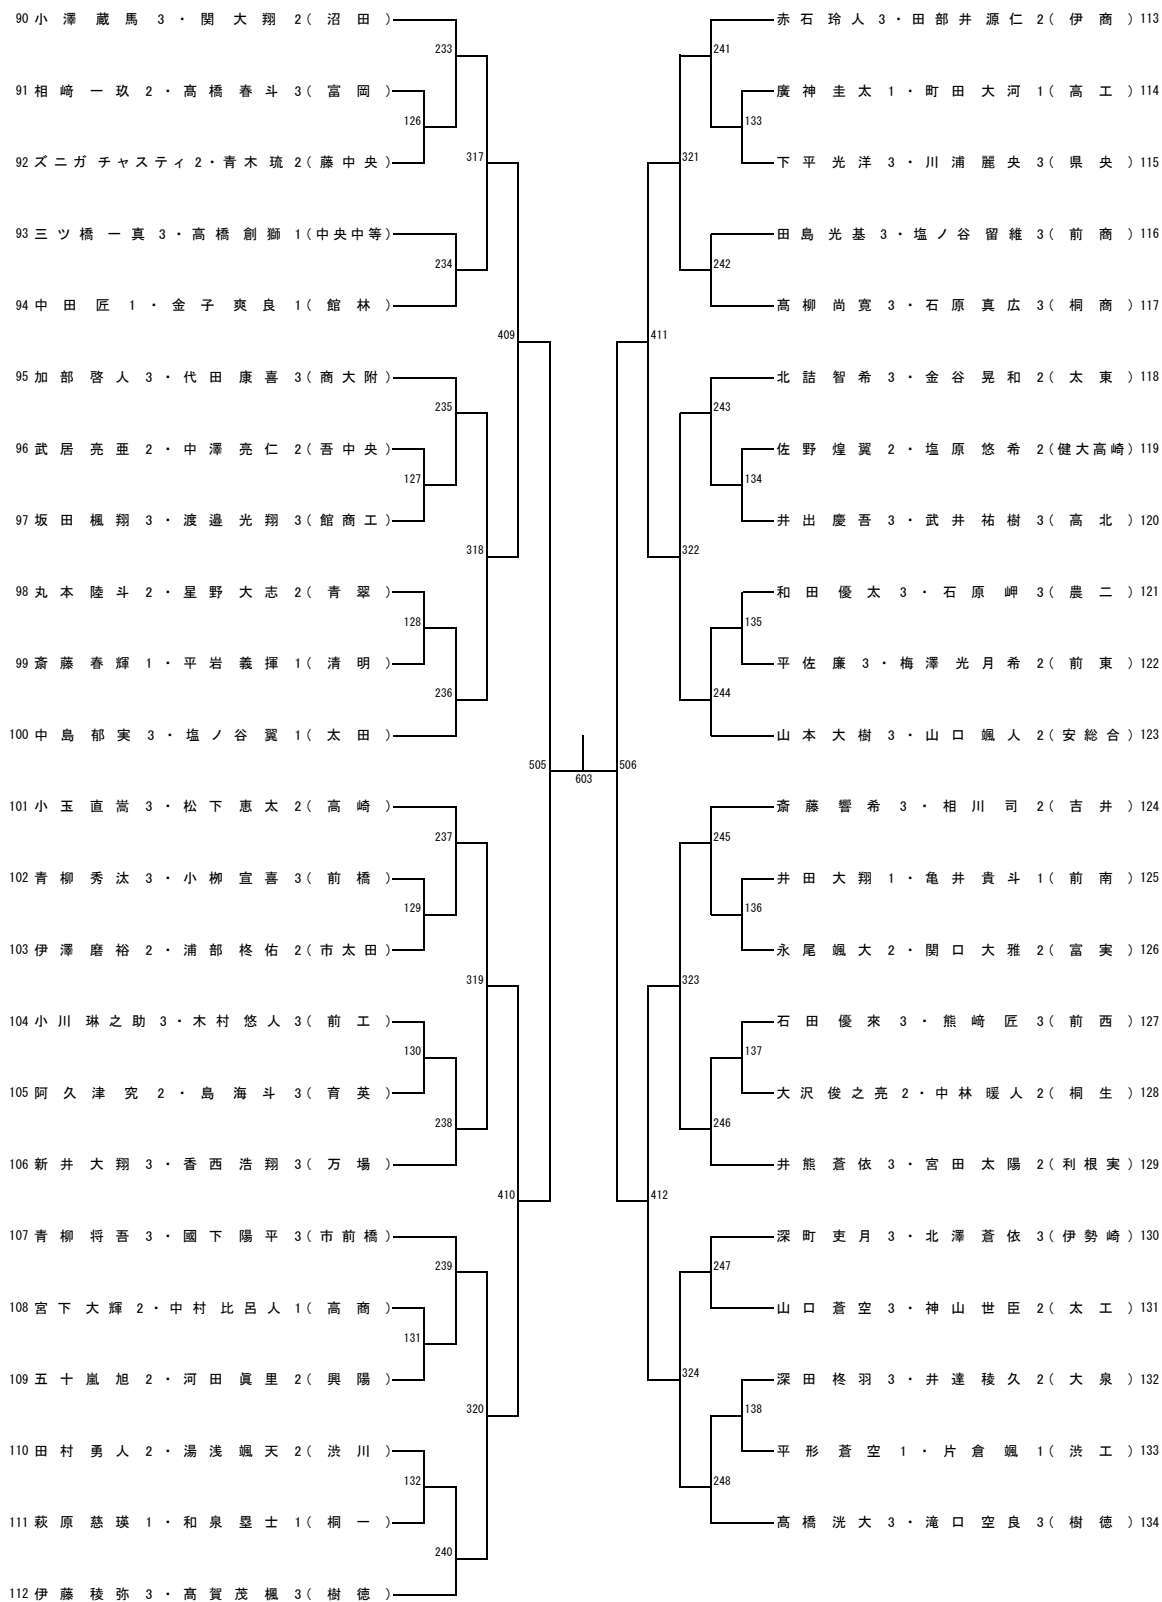 90 小澤蔵馬 3・関大翔 2(沼田)
233
91 相﨑一玖 2・髙橋春斗 3(富岡)
126
92 ズニガチャスティ 2・青木琉 2(藤中央)
317
93 三ツ橋一真 3・高橋創獅 1(中央中等)
234
94 中田匠 1・金子爽良 1(館林)
409
95 加部啓人 3・代田康喜 3(商大附)
235
96 武居亮亜 2・中澤亮仁 2(吾中央)
127
97 坂田楓翔 3・渡邉光翔 3(館商工)
318
98 丸本陸斗 2・星野大志 2(青翠)
128
99 斎藤春輝 1・平岩義揮 1(清明)
236
100 中島郁実 3・塩ノ谷翼 1(太田)
505
101 小玉直嵩 3・松下恵太 2(高崎)
237
102 青柳秀汰 3・小栁宣喜 3(前橋)
129
103 伊澤磨裕 2・浦部柊佑 2(市太田)
319
104 小川琳之助 3・木村悠人 3(前工)
130
105 阿久津究 2・島海斗 3(育英)
238
106 新井大翔 3・香西浩翔 3(万場)
410
107 青柳将吾 3・國下陽平 3(市前橋)
239
108 宮下大輝 2・中村比呂人 1(高商)
131
109 五十嵐旭 2・河田眞里 2(興陽)
320
110 田村勇人 2・湯浅颯天 2(渋川)
132
111 萩原慈瑛 1・和泉塁士 1(桐一)
240
112 伊藤稜弥 3・髙賀茂楓 3(樹徳)
603
赤石玲人 3・田部井源仁 2(伊商) 113
241
廣神圭太 1・町田大河 1(高工) 114
133
下平光洋 3・川浦麗央 3(県央) 115
321
田島光基 3・塩ノ谷留維 3(前商) 116
242
髙柳尚寛 3・石原真広 3(桐商) 117
411
北詰智希 3・金谷晃和 2(太東) 118
243
佐野煌翼 2・塩原悠希 2(健大高崎) 119
134
井出慶吾 3・武井祐樹 3(高北) 120
322
和田優太 3・石原岬 3(農二) 121
135
平佐廉 3・梅澤光月希 2(前東) 122
244
山本大樹 3・山口颯人 2(安総合) 123
506
斎藤響希 3・相川司 2(吉井) 124
245
井田大翔 1・亀井貴斗 1(前南) 125
136
永尾颯大 2・関口大雅 2(富実) 126
323
石田優來 3・熊﨑匠 3(前西) 127
137
大沢俊之亮 2・中林暖人 2(桐生) 128
246
井熊蒼依 3・宮田太陽 2(利根実) 129
412
深町吏月 3・北澤蒼依 3(伊勢崎) 130
247
山口蒼空 3・神山世臣 2(太工) 131
324
深田柊羽 3・井達稜久 2(大泉) 132
138
平形蒼空 1・片倉颯 1(渋工) 133
248
髙橋洸大 3・滝口空良 3(樹徳) 134